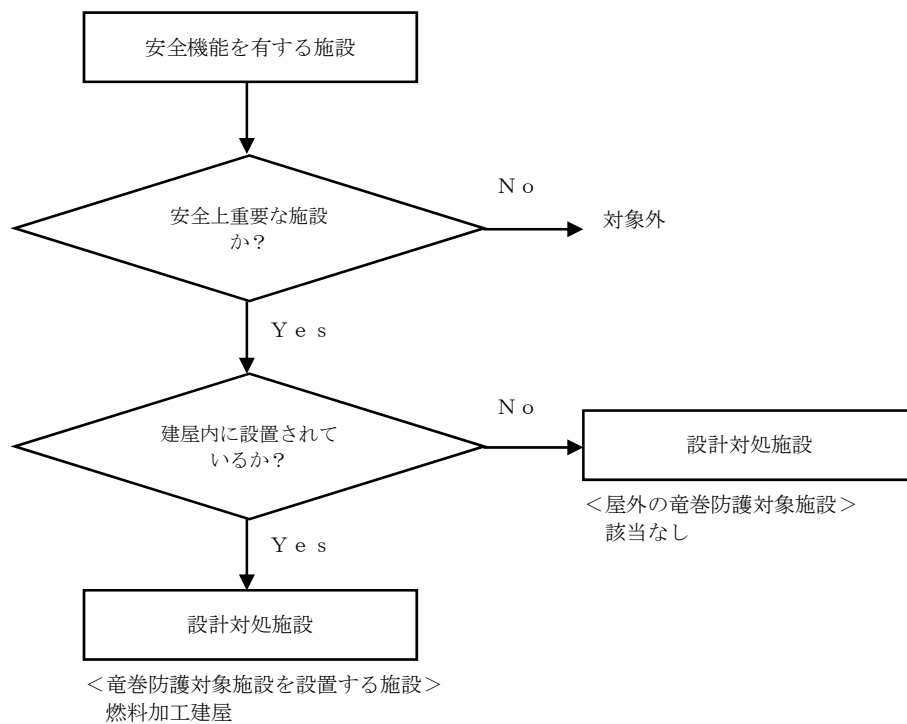 安全機能を有する施設
安全上重要な施設
か？
Ｎｏ
対象外
Ｙｅｓ
建屋内に設置されて
いるか？
Ｎｏ
設計対処施設
＜屋外の竜巻防護対象施設＞
該当なし
Ｙｅｓ
設計対処施設
＜竜巻防護対象施設を設置する施設＞
燃料加工建屋